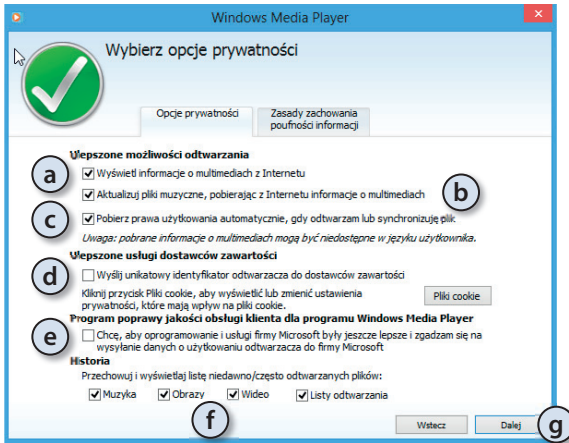 Windows Media Player
Wybierz opcje prywatności
Opcje prywatności
Zasady zachowania
poufności informacji
Ulepszone możliwości odtwarzania
a
Wyświetl informacje o multimediach z Internetu
Aktualizuj pliki muzyczne, pobierając z Internetu informacje o multimediach
b
c
Pobierz prawa użytkowania automatycznie, gdy odtwarzam lub synchronizuję plik
Uwaga: pobrane informacje o multimediach mogą być niedostępne w języku użytkownika.
Ulepszone usługi dostawców zawartości
d
Wyślij unikatowy identyfikator odtwarzacza do dostawców zawartości
Kliknij przycisk Pliki cookie, aby wyświetlić lub zmienić ustawienia
prywatności, które mają wpływ na pliki cookie.
Pliki cookie
Program poprawy jakości obsługi klienta dla programu Windows Media Player
e
Chcę, aby oprogramowanie i usługi firmy Microsoft były jeszcze lepsze i zgadzam się na
wysyłanie danych o użytkowaniu odtwarzacza do firmy Microsoft
Historia
Przechowuj i wyświetlaj listę niedawno/często odtwarzanych plików:
Muzyka Obrazy Wideo Listy odtwarzania
f
Wstecz Dalej
g